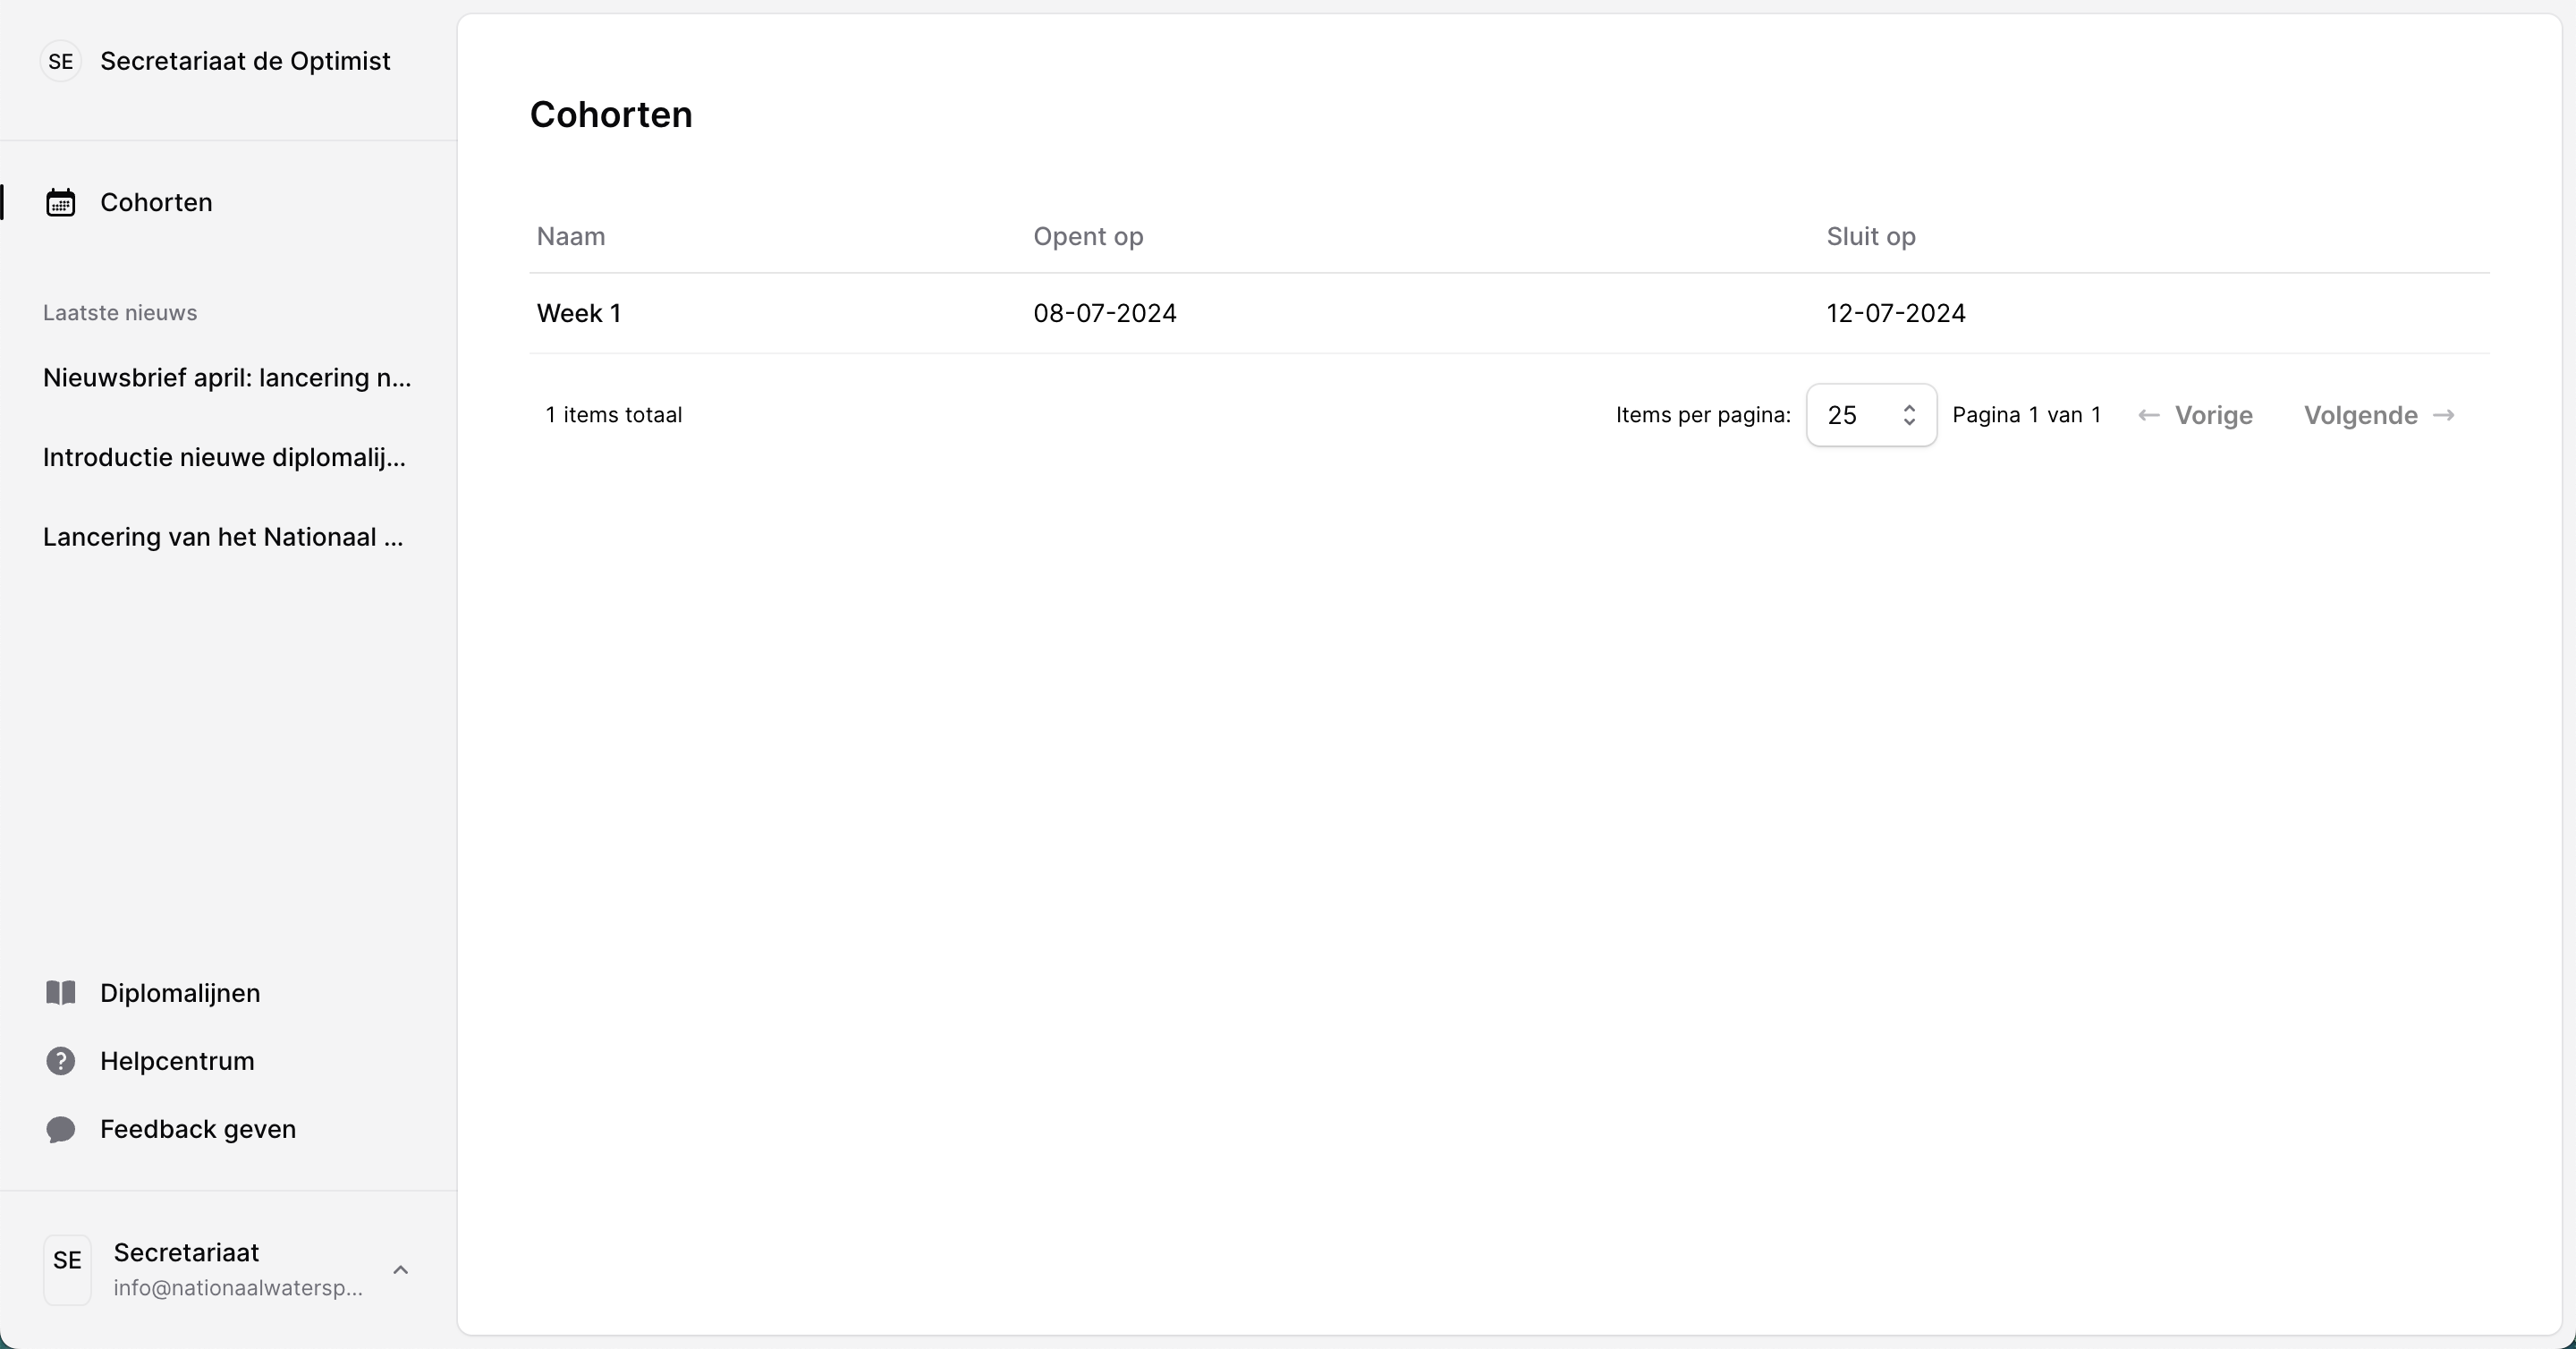 SE Secretariaat de Optimist
Cohorten
Laatste nieuws
Nieuwsbrief april: lancering n...
Introductie nieuwe diplomalij...
Lancering van het Nationaal ...
Diplomalijnen
Helpcentrum
Feedback geven
SE
Secretariaat
info@nationaalwatersp...
Cohorten
Naam Opent op Sluit op
Week 1 08-07-2024 12-07-2024
1 items totaal Items per pagina: 25 Pagina 1 van 1 ← Vorige Volgende →